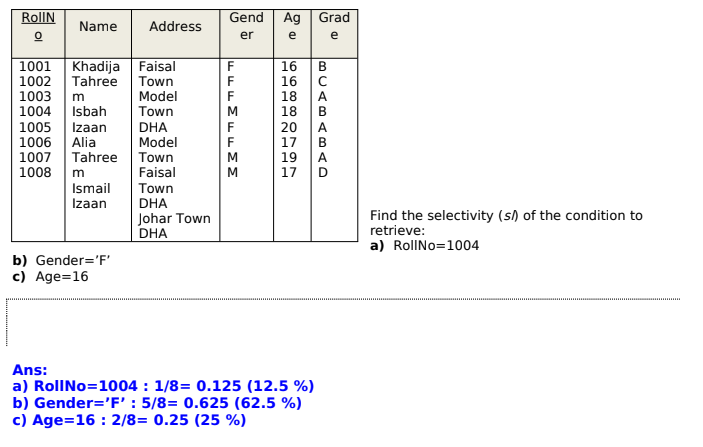 RollN Name Address Gend Ag Grad
o er e e
1001 Khadija Faisal F 16 B
1002 Tahree Town F 16 C
1003 m Model F 18 A
1004 Isbah Town M 18 B
1005 Izaan DHA F 20 A
1006 Alia Model F 17 B
1007 Tahree Town M 19 A
1008 m Faisal M 17 D
Ismail Town
Izaan DHA
Johar Town
DHA
Find the selectivity (sl) of the condition to
retrieve:
a) RollNo=1004
b) Gender=’F’
c) Age=16
Ans:
a) RollNo=1004 : 1/8= 0.125 (12.5 %)
b) Gender=’F’ : 5/8= 0.625 (62.5 %)
c) Age=16 : 2/8= 0.25 (25 %)